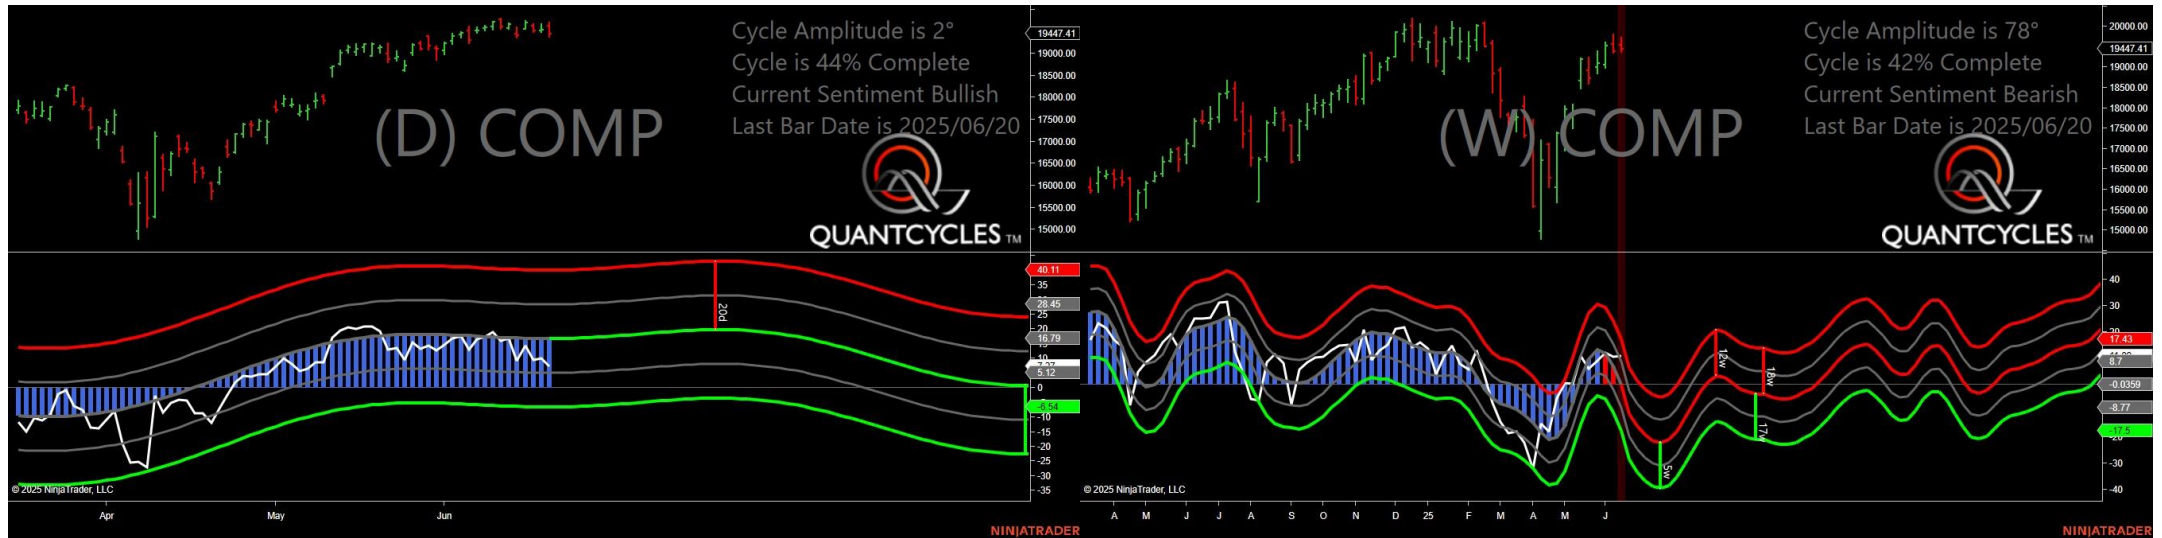 Cycle Amplitude is 2°
Cycle is 44% Complete
Current Sentiment Bullish
Last Bar Date is 2025/06/20
(D) COMP
QUANTCYCLES TM
19447.41
19000.00
18500.00
18000.00
17500.00
17000.00
16500.00
16000.00
15500.00
15000.00
20d
40.11
35
28.45
25
20
16.79
10
5.12
0
-6.54
-10
-15
-20
-25
-30
-35
© 2025 NinjaTrader, LLC
Apr May Jun
NINJATRADER
Cycle Amplitude is 78°
Cycle is 42% Complete
Current Sentiment Bearish
Last Bar Date is 2025/06/20
(W) COMP
QUANTCYCLES TM
20000.00
19447.41
19000.00
18500.00
18000.00
17500.00
17000.00
16500.00
16000.00
15500.00
15000.00
12w
18w
17w
5w
40
30
20
17.43
8.7
-0.0359
-8.77
-17.5
-20
-30
-40
© 2025 NinjaTrader, LLC
A M J J A S O N D 25 F M A M J
NINJATRADER